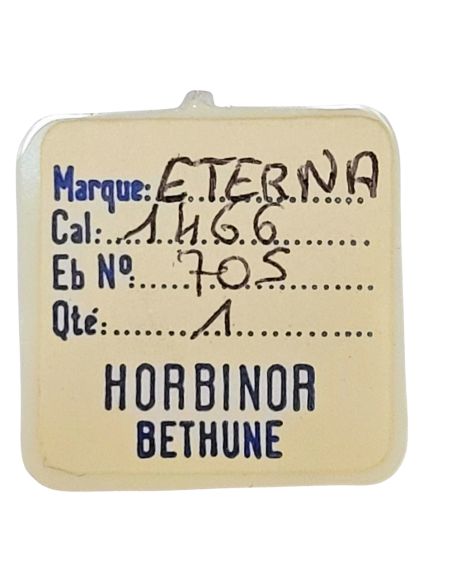 Marque: ETERNA
Cal: 1466
Eb Nº: 705
Qté: 1
HORBINOR
BETHUNE